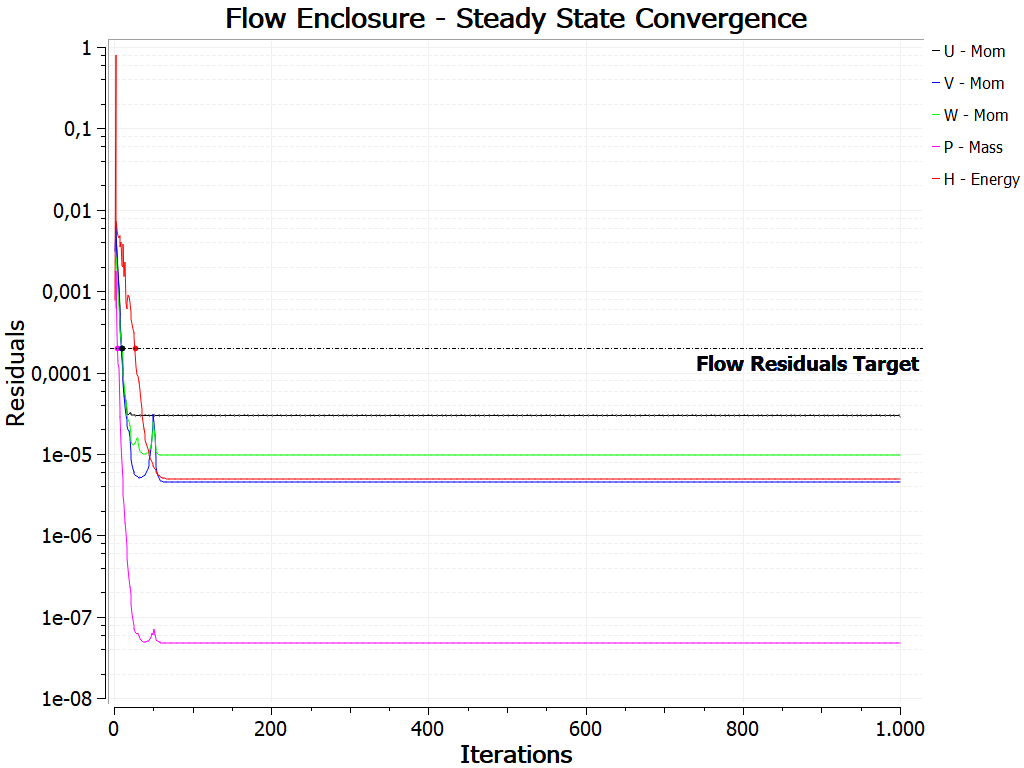 Flow Enclosure - Steady State Convergence
U - Mom
V - Mom
W - Mom
P - Mass
H - Energy
Residuals
1
0,1
0,01
0,001
0,0001
1e-05
1e-06
1e-07
1e-08
Flow Residuals Target
0
200
400
600
800
1.000
Iterations